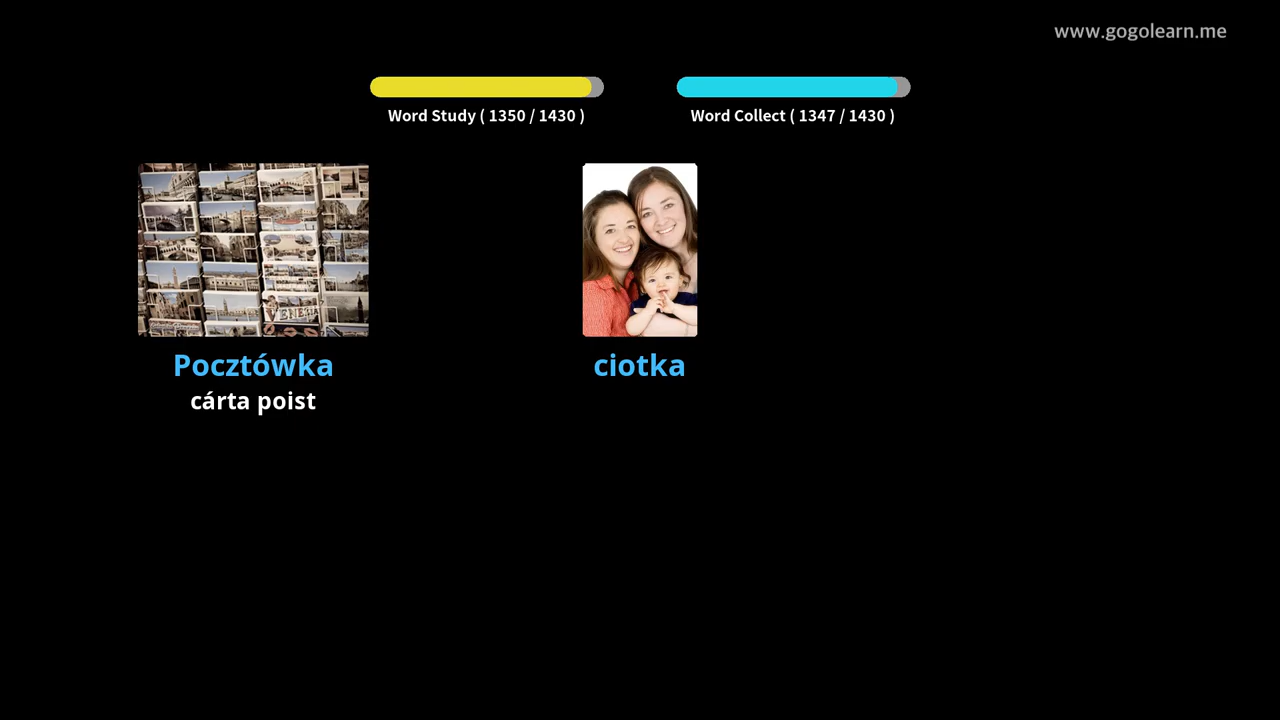 www.gogolearn.me
Word Study ( 1350 / 1430 )
Word Collect ( 1347 / 1430 )
Pocztówka
cárta poist
ciotka